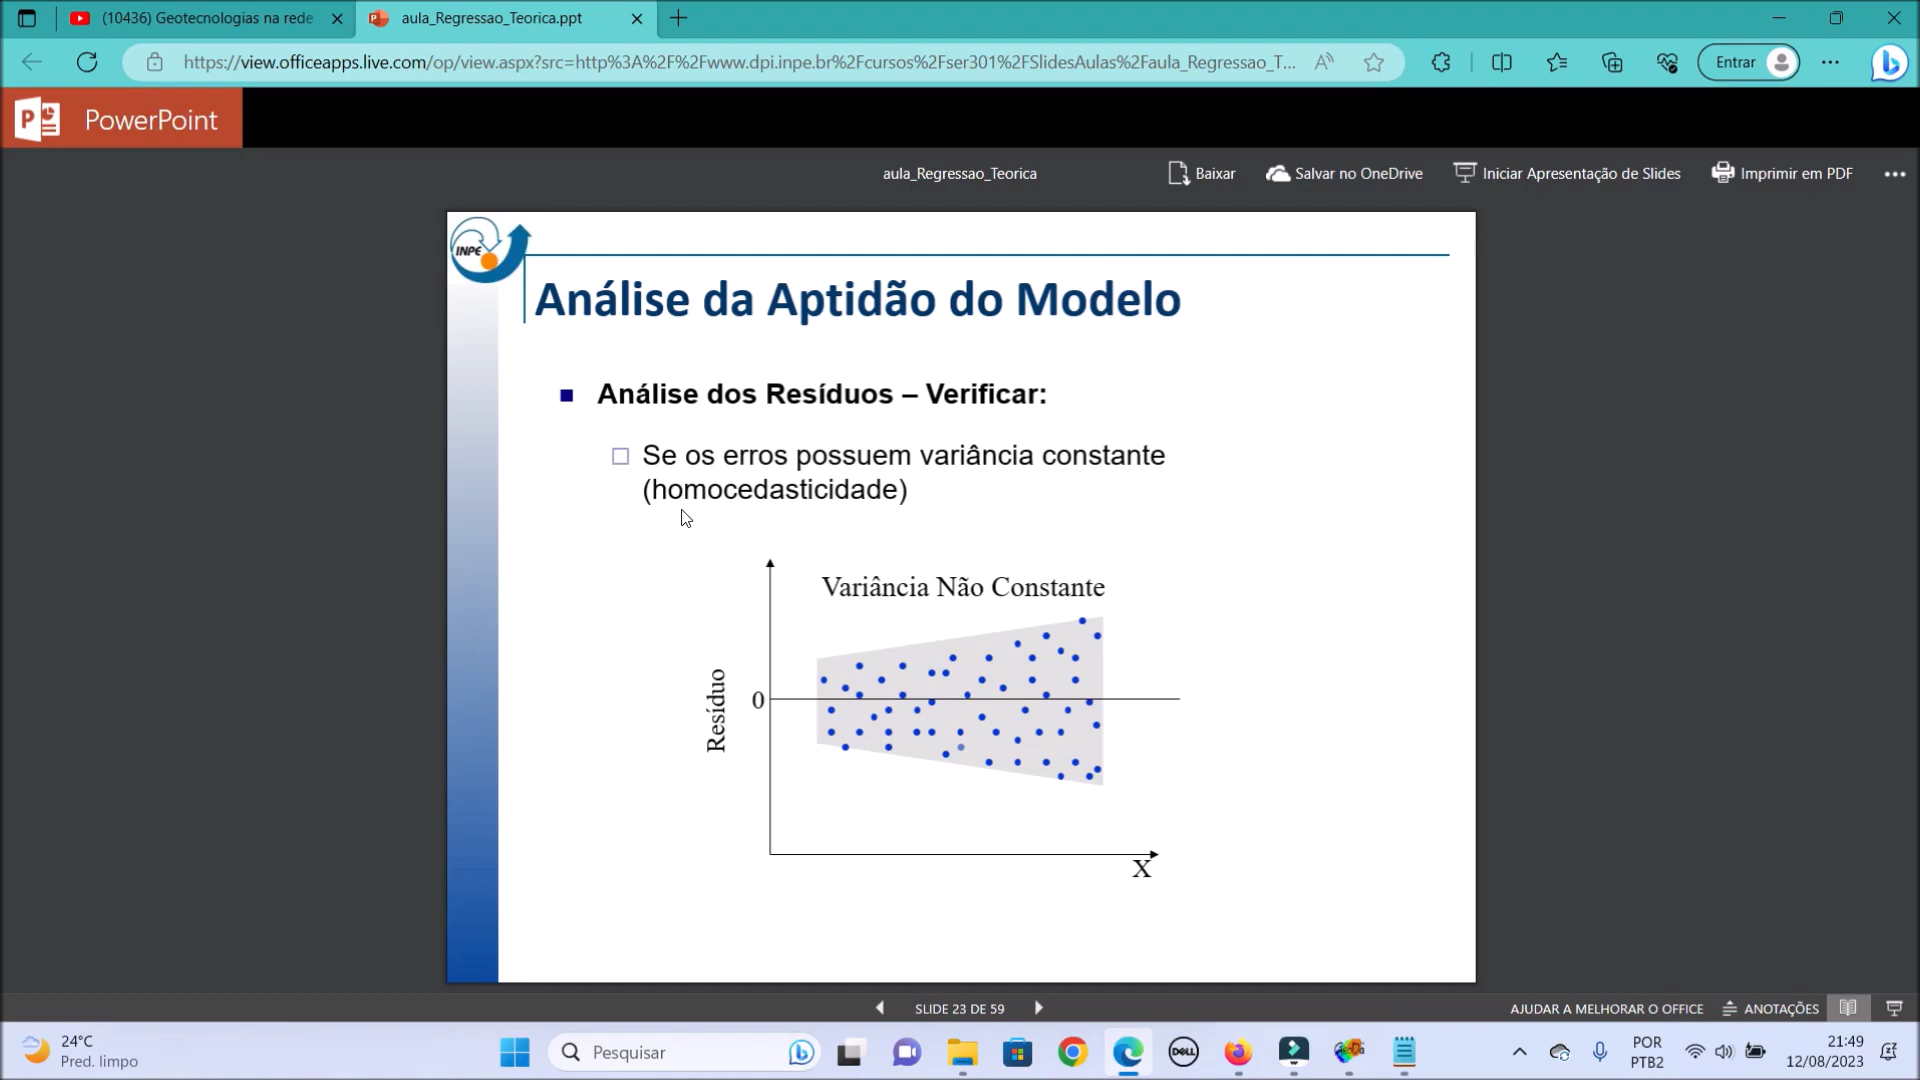 (10436) Geotecnologias na rede
aula_Regressao_Teorica.ppt
https://view.officeapps.live.com/op/view.aspx?src=http%3A%2F%2Fwww.dpi.inpe.br%2Fcursos%2Fser301%2FSlidesAulas%2Faula_Regressao_T...
Entrar
PowerPoint
aula_Regressao_Teorica
Baixar
Salvar no OneDrive
Iniciar Apresentação de Slides
Imprimir em PDF
INPE
Análise da Aptidão do Modelo
Análise dos Resíduos – Verificar:
Se os erros possuem variância constante
(homocedasticidade)
Variância Não Constante
Resíduo
0
X
SLIDE 23 DE 59
AJUDAR A MELHORAR O OFFICE
ANOTAÇÕES
24°C
Pred. limpo
Pesquisar
DELL
POR
PTB2
21:49
12/08/2023